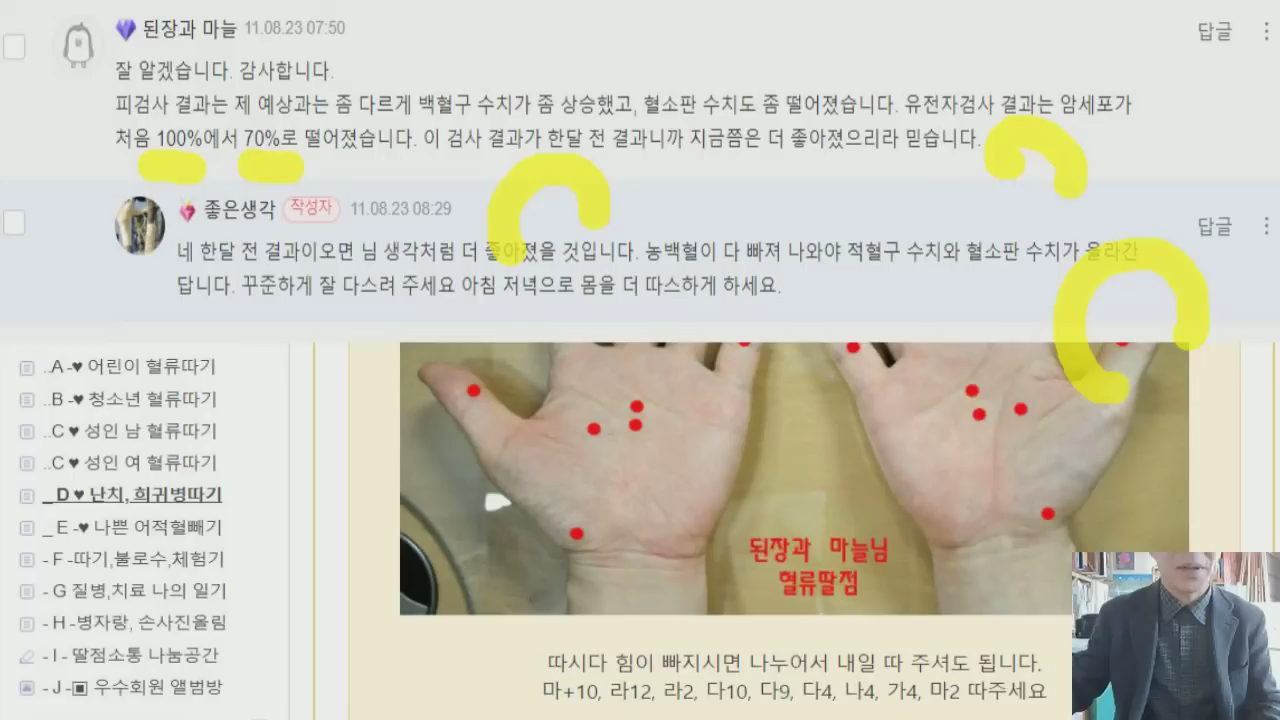 된장과 마늘 11.08.23 07:50
답글
잘 알겠습니다. 감사합니다.
피검사 결과는 제 예상과는 좀 다르게 백혈구 수치가 좀 상승했고, 혈소판 수치도 좀 떨어졌습니다. 유전자검사 결과는 암세포가
처음 100%에서 70%로 떨어졌습니다. 이 검사 결과가 한달 전 결과니까 지금쯤은 더 좋아졌으리라 믿습니다.
좋은생각 작성자 11.08.23 08:29
답글
네 한달 전 결과이오면 님 생각처럼 더 좋아졌을 것입니다. 농백혈이 다 빠져 나와야 적혈구 수치와 혈소판 수치가 올라간
답니다. 꾸준하게 잘 다스려 주세요 아침 저녁으로 몸을 더 따스하게 하세요.
..A-♥ 어린이 혈류따기
..B-♥ 청소년 혈류따기
..C♥ 성인 남 혈류따기
..C♥ 성인 여 혈류따기
_D♥난치,희귀병따기
_E-♥나쁜 어적혈빼기
-F-따기,불로수,체험기
-G 질병,치료 나의 일기
-H-병자랑, 손사진올림
-I-딸점소통 나눔공간
-J-▣ 우수회원 앨범방
된장과 마늘님
혈류딸점
따시다 힘이 빠지시면 나누어서 내일 따 주셔도 됩니다.
마+10, 라12, 라2, 다10, 다9, 다4, 나4, 가4, 마2 따주세요